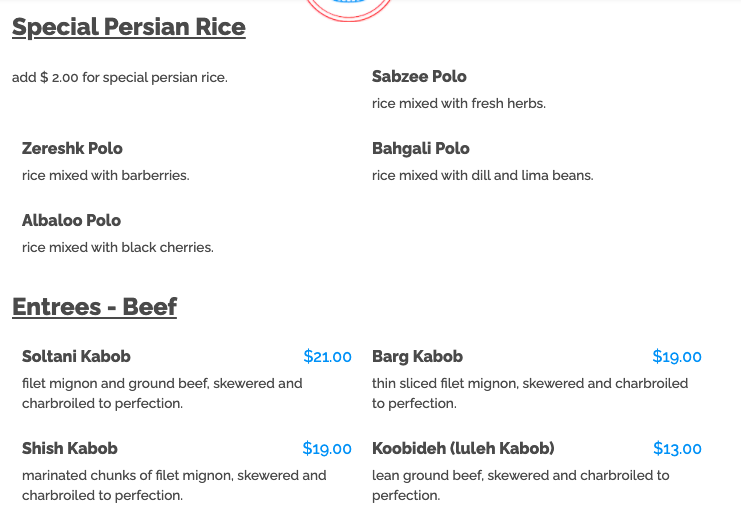 Special Persian Rice
add $ 2.00 for special persian rice.
Sabzee Polo
rice mixed with fresh herbs.
Zereshk Polo
rice mixed with barberries.
Bahgali Polo
rice mixed with dill and lima beans.
Albaloo Polo
rice mixed with black cherries.
Entrees - Beef
Soltani Kabob $21.00
filet mignon and ground beef, skewered and
charbroiled to perfection.
Barg Kabob $19.00
thin sliced filet mignon, skewered and charbroiled
to perfection.
Shish Kabob $19.00
marinated chunks of filet mignon, skewered and
charbroiled to perfection.
Koobideh (luleh Kabob) $13.00
lean ground beef, skewered and charbroiled to
perfection.